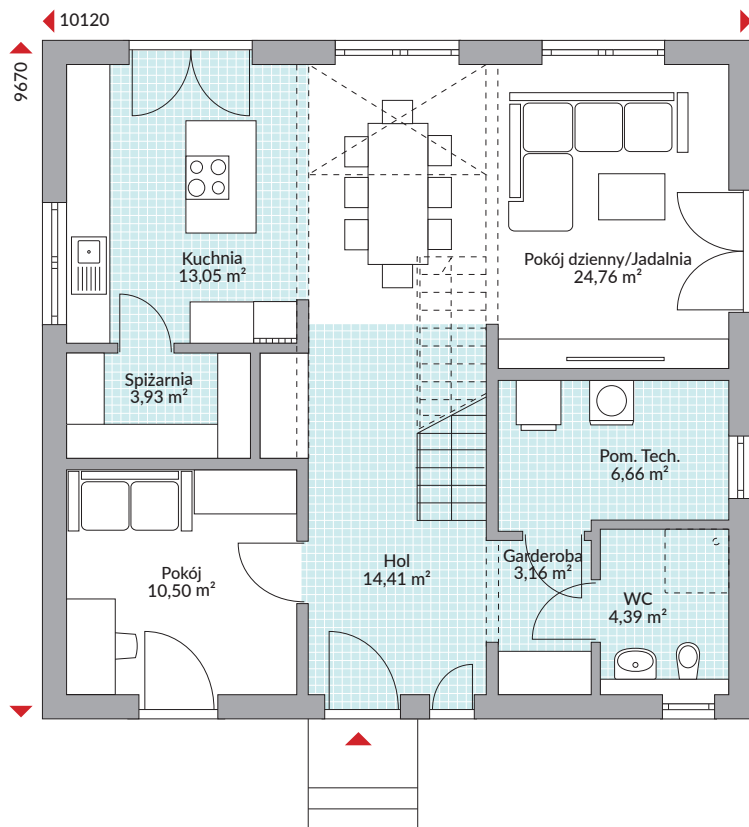 10120
9670
Kuchnia
13,05 m²
Pokój dzienny/Jadalnia
24,76 m²
Spiżarnia
3,93 m²
Pom. Tech.
6,66 m²
Hol
14,41 m²
Garderoba
3,16 m²
Pokój
10,50 m²
WC
4,39 m²